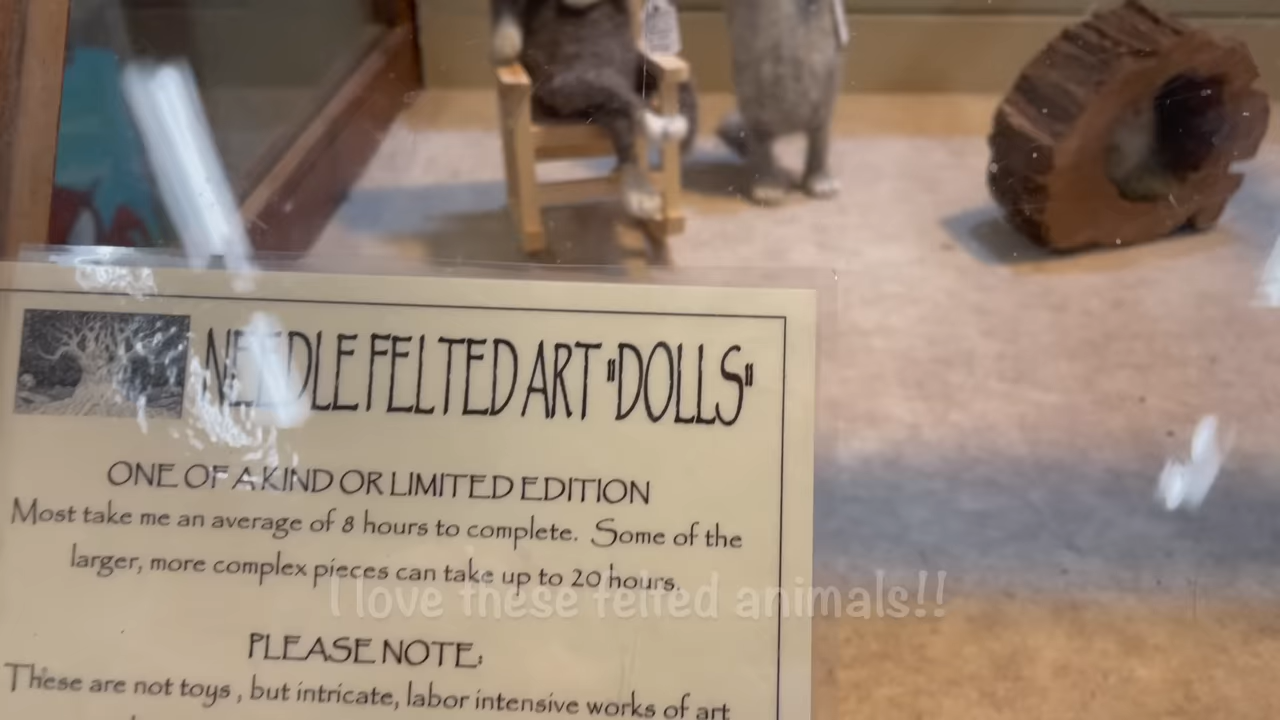 NEEDLE FELTED ART "DOLLS"
ONE OF A KIND OR LIMITED EDITION
Most take me an average of 8 hours to complete. Some of the
larger, more complex pieces can take up to 20 hours.
I love these felted animals!!
PLEASE NOTE:
These are not toys, but intricate, labor intensive works of art